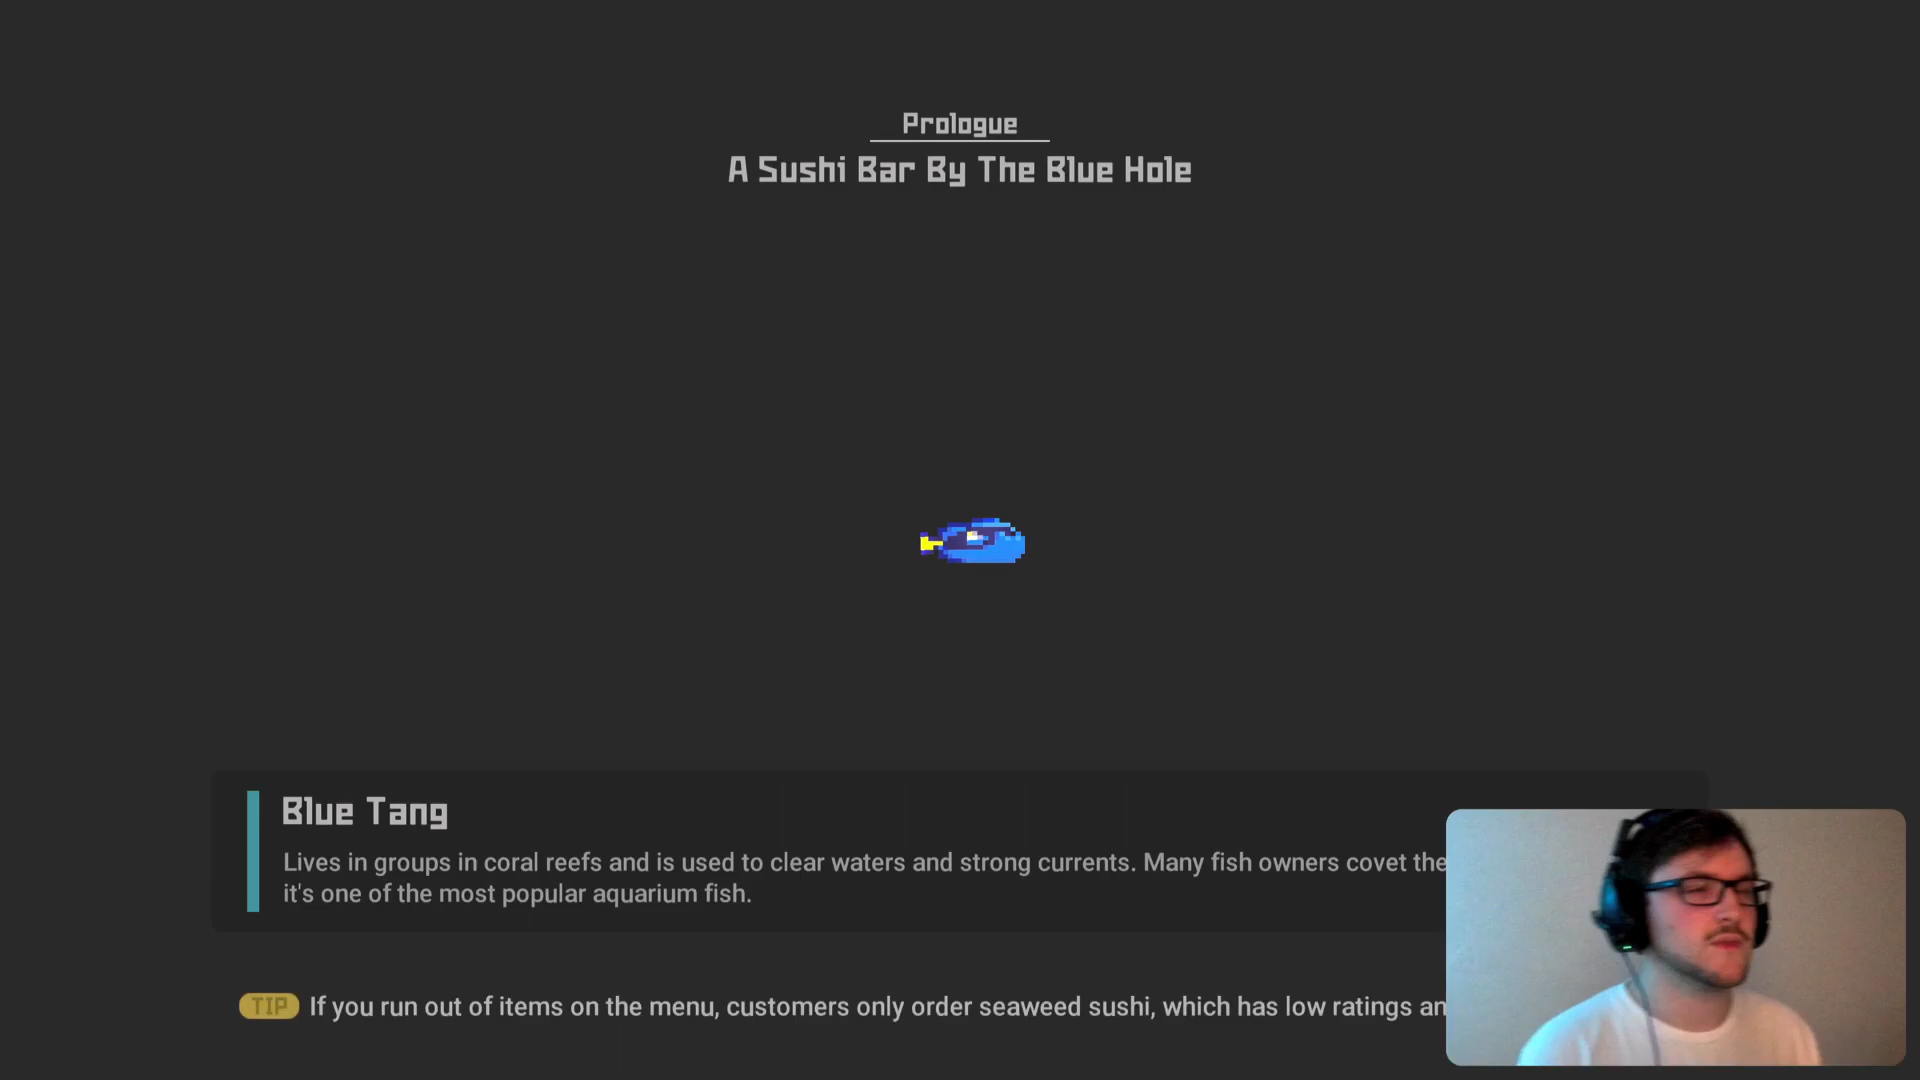 Prologue
A Sushi Bar By The Blue Hole
Blue Tang
Lives in groups in coral reefs and is used to clear waters and strong currents. Many fish owners covet the
it's one of the most popular aquarium fish.
TIP If you run out of items on the menu, customers only order seaweed sushi, which has low ratings an